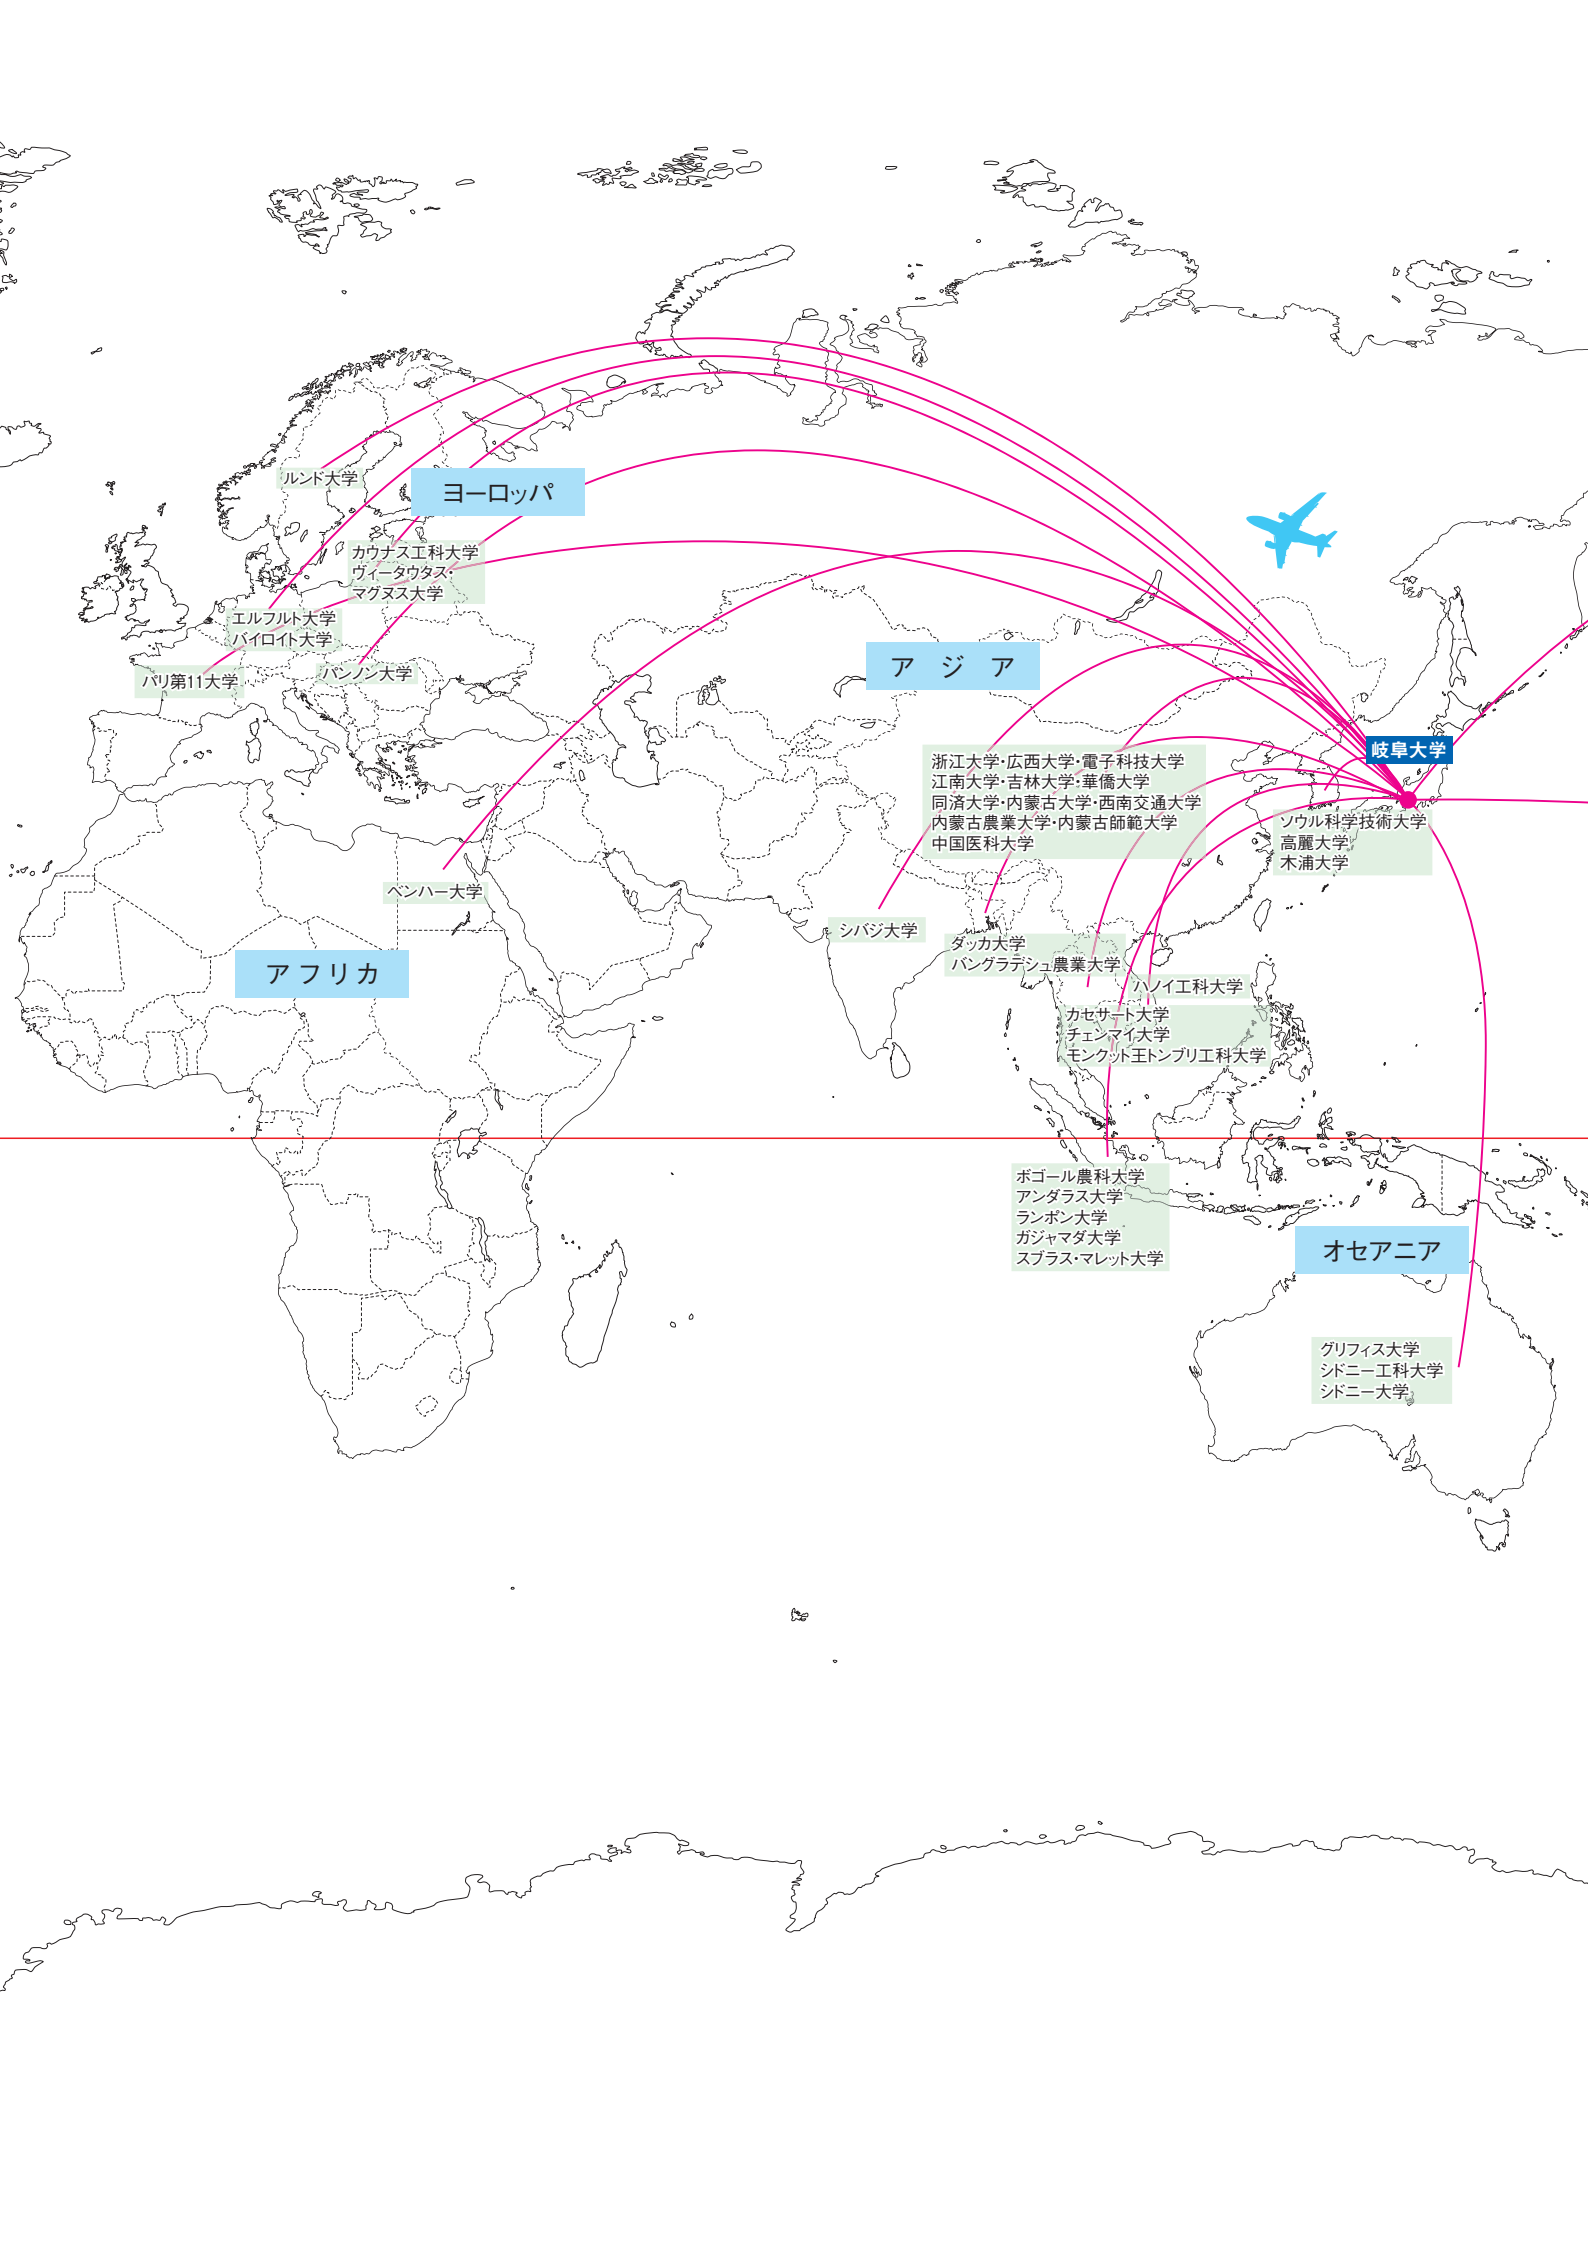 ルンド大学
ヨーロッパ
カウナス工科大学
ヴィータウタス・
マグヌス大学
エルフルト大学
バイロイト大学
パリ第11大学
パンノン大学
ア ジ ア
岐阜大学
浙江大学・広西大学・電子科技大学
江南大学・吉林大学・華僑大学
同済大学・内蒙古大学・西南交通大学
内蒙古農業大学・内蒙古師範大学
中国医科大学
ソウル科学技術大学
高麗大学
木浦大学
ベンハー大学
シバジ大学
ダッカ大学
バングラデシュ農業大学
アフリカ
ハノイ工科大学
カセサート大学
チェンマイ大学
モンクット王トンブリ工科大学
ボゴール農科大学
アンダラス大学
ランポン大学
ガジャマダ大学
スブラス・マレット大学
オセアニア
グリフィス大学
シドニー工科大学
シドニー大学